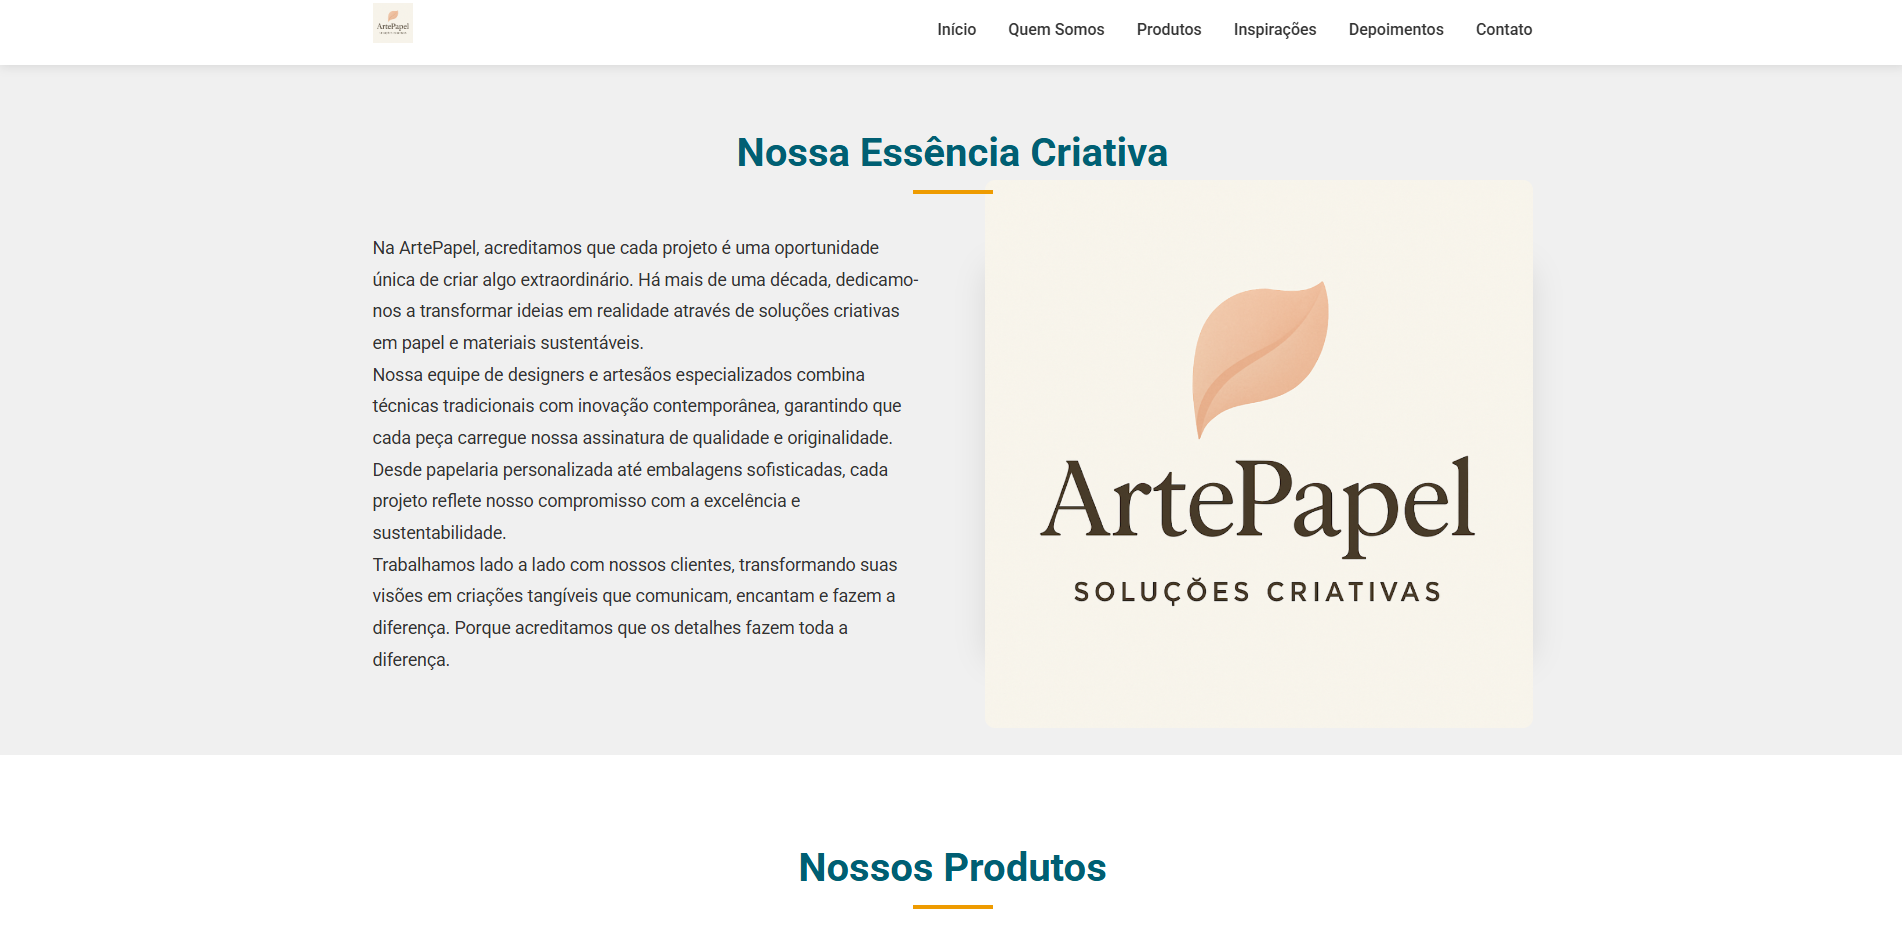 ArtePapel
Início Quem Somos Produtos Inspirações Depoimentos Contato
Nossa Essência Criativa
Na ArtePapel, acreditamos que cada projeto é uma oportunidade
única de criar algo extraordinário. Há mais de uma década, dedicamo-
nos a transformar ideias em realidade através de soluções criativas
em papel e materiais sustentáveis.
Nossa equipe de designers e artesãos especializados combina
técnicas tradicionais com inovação contemporânea, garantindo que
cada peça carregue nossa assinatura de qualidade e originalidade.
Desde papelaria personalizada até embalagens sofisticadas, cada
projeto reflete nosso compromisso com a excelência e
sustentabilidade.
Trabalhamos lado a lado com nossos clientes, transformando suas
visões em criações tangíveis que comunicam, encantam e fazem a
diferença. Porque acreditamos que os detalhes fazem toda a
diferença.
ArtePapel
SOLUÇÕES CRIATIVAS
Nossos Produtos